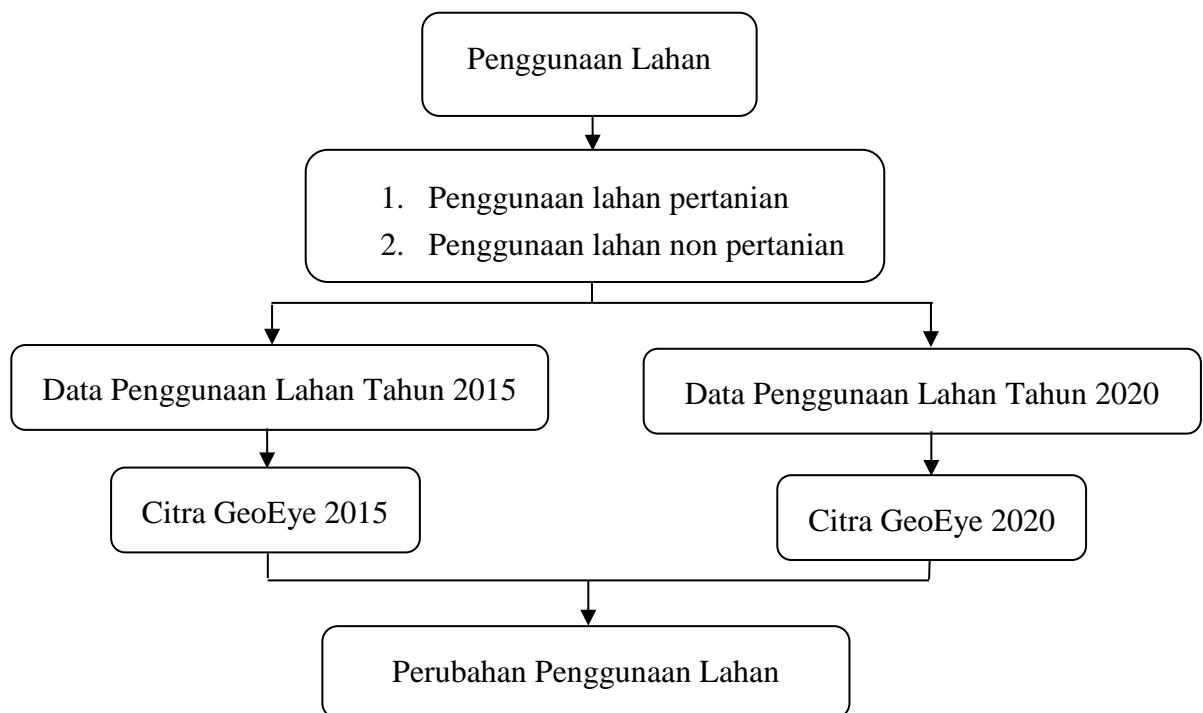 Penggunaan Lahan
1. Penggunaan lahan pertanian
2. Penggunaan lahan non pertanian
Data Penggunaan Lahan Tahun 2015
Data Penggunaan Lahan Tahun 2020
Citra GeoEye 2015
Citra GeoEye 2020
Perubahan Penggunaan Lahan